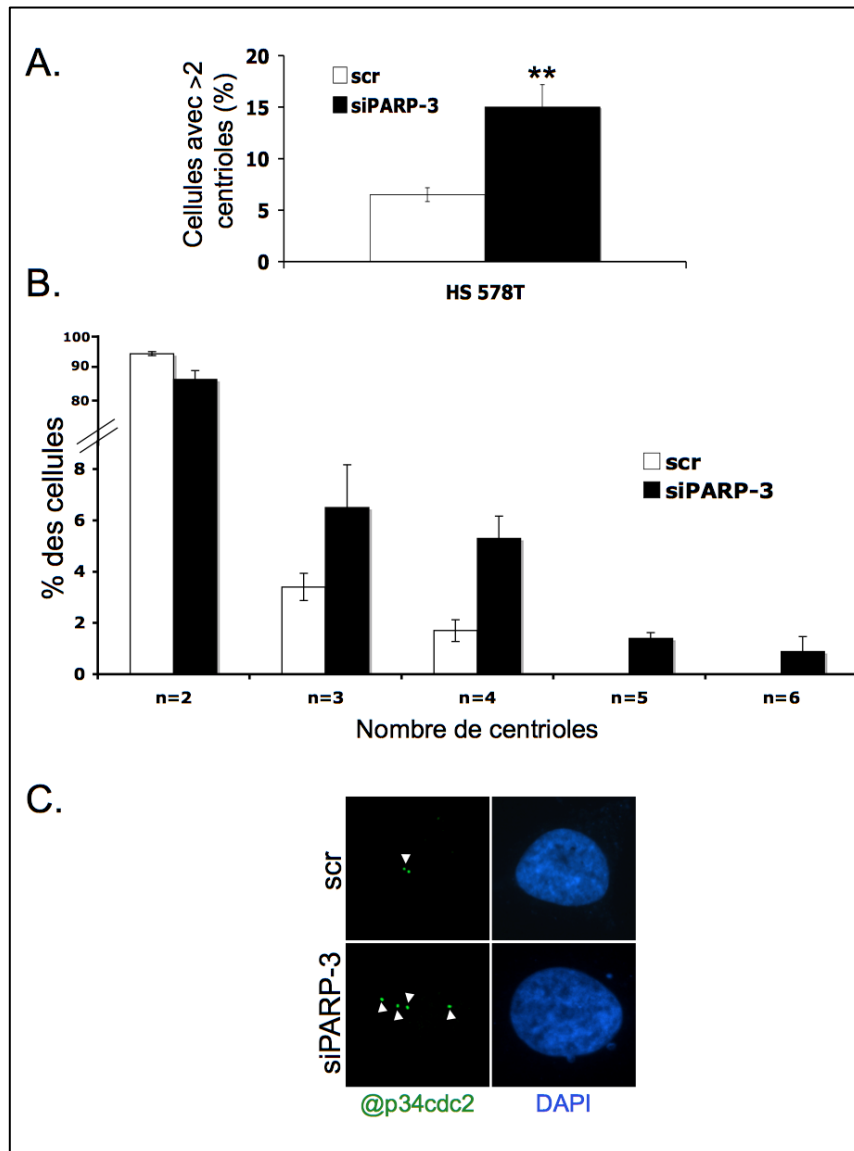 A.
Cellules avec >2
centrioles (%)
20
15
10
5
0
scr
siPARP-3
**
HS 578T
B.
% des cellules
100
90
80
8
6
4
2
0
scr
siPARP-3
n=2 n=3 n=4 n=5 n=6
Nombre de centrioles
C.
scr
siPARP-3
@p34cdc2 DAPI